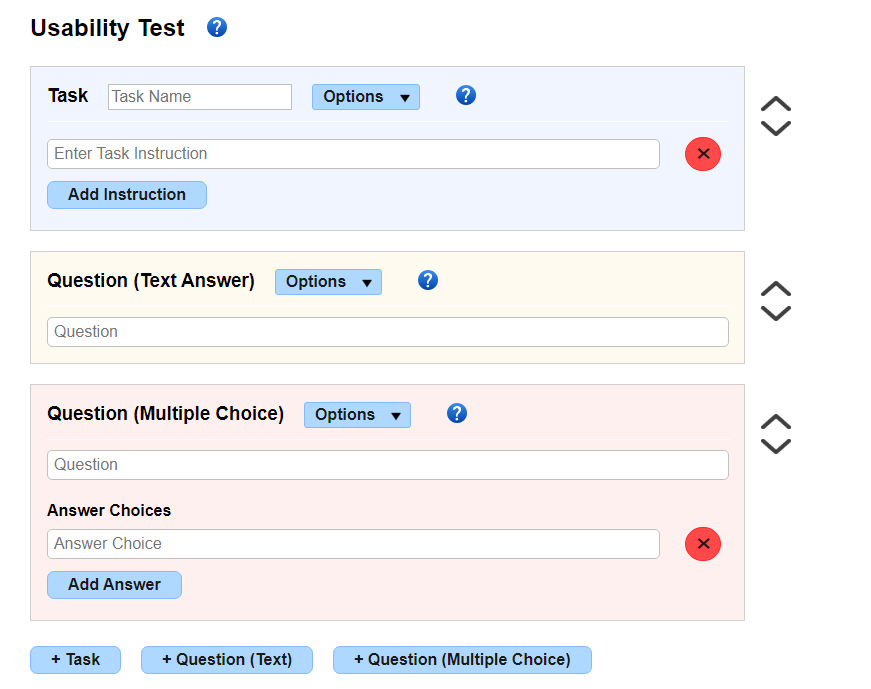 Usability Test ?
Task Task Name Options ▼ ?
Enter Task Instruction ✕
Add Instruction
Question (Text Answer) Options ▼ ?
Question
Question (Multiple Choice) Options ▼ ?
Question
Answer Choices
Answer Choice ✕
Add Answer
+ Task + Question (Text) + Question (Multiple Choice)